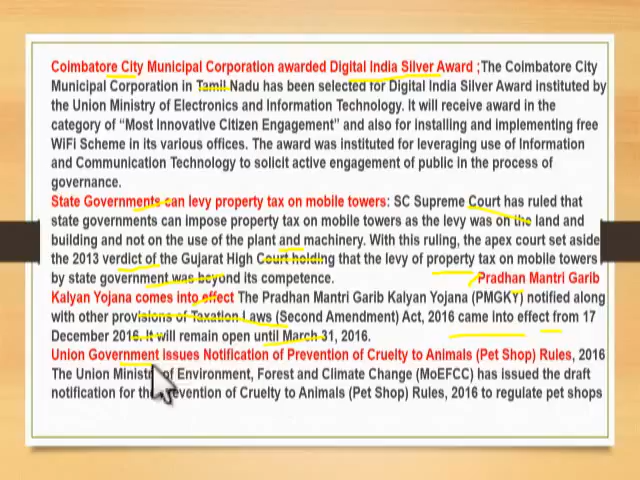 Coimbatore City Municipal Corporation awarded Digital India Silver Award ;The Coimbatore City
Municipal Corporation in Tamil Nadu has been selected for Digital India Silver Award instituted by
the Union Ministry of Electronics and Information Technology. It will receive award in the
category of “Most Innovative Citizen Engagement” and also for installing and implementing free
WiFi Scheme in its various offices. The award was instituted for leveraging use of Information
and Communication Technology to solicit active engagement of public in the process of
governance.
State Governments can levy property tax on mobile towers: SC Supreme Court has ruled that
state governments can impose property tax on mobile towers as the levy was on the land and
building and not on the use of the plant and machinery. With this ruling, the apex court set aside
the 2013 verdict of the Gujarat High Court holding that the levy of property tax on mobile towers
by state government was beyond its competence. Pradhan Mantri Garib
Kalyan Yojana comes into effect The Pradhan Mantri Garib Kalyan Yojana (PMGKY) notified along
with other provisions of Taxation Laws (Second Amendment) Act, 2016 came into effect from 17
December 2016. It will remain open until March 31, 2016.
Union Government issues Notification of Prevention of Cruelty to Animals (Pet Shop) Rules, 2016
The Union Ministry of Environment, Forest and Climate Change (MoEFCC) has issued the draft
notification for the Prevention of Cruelty to Animals (Pet Shop) Rules, 2016 to regulate pet shops